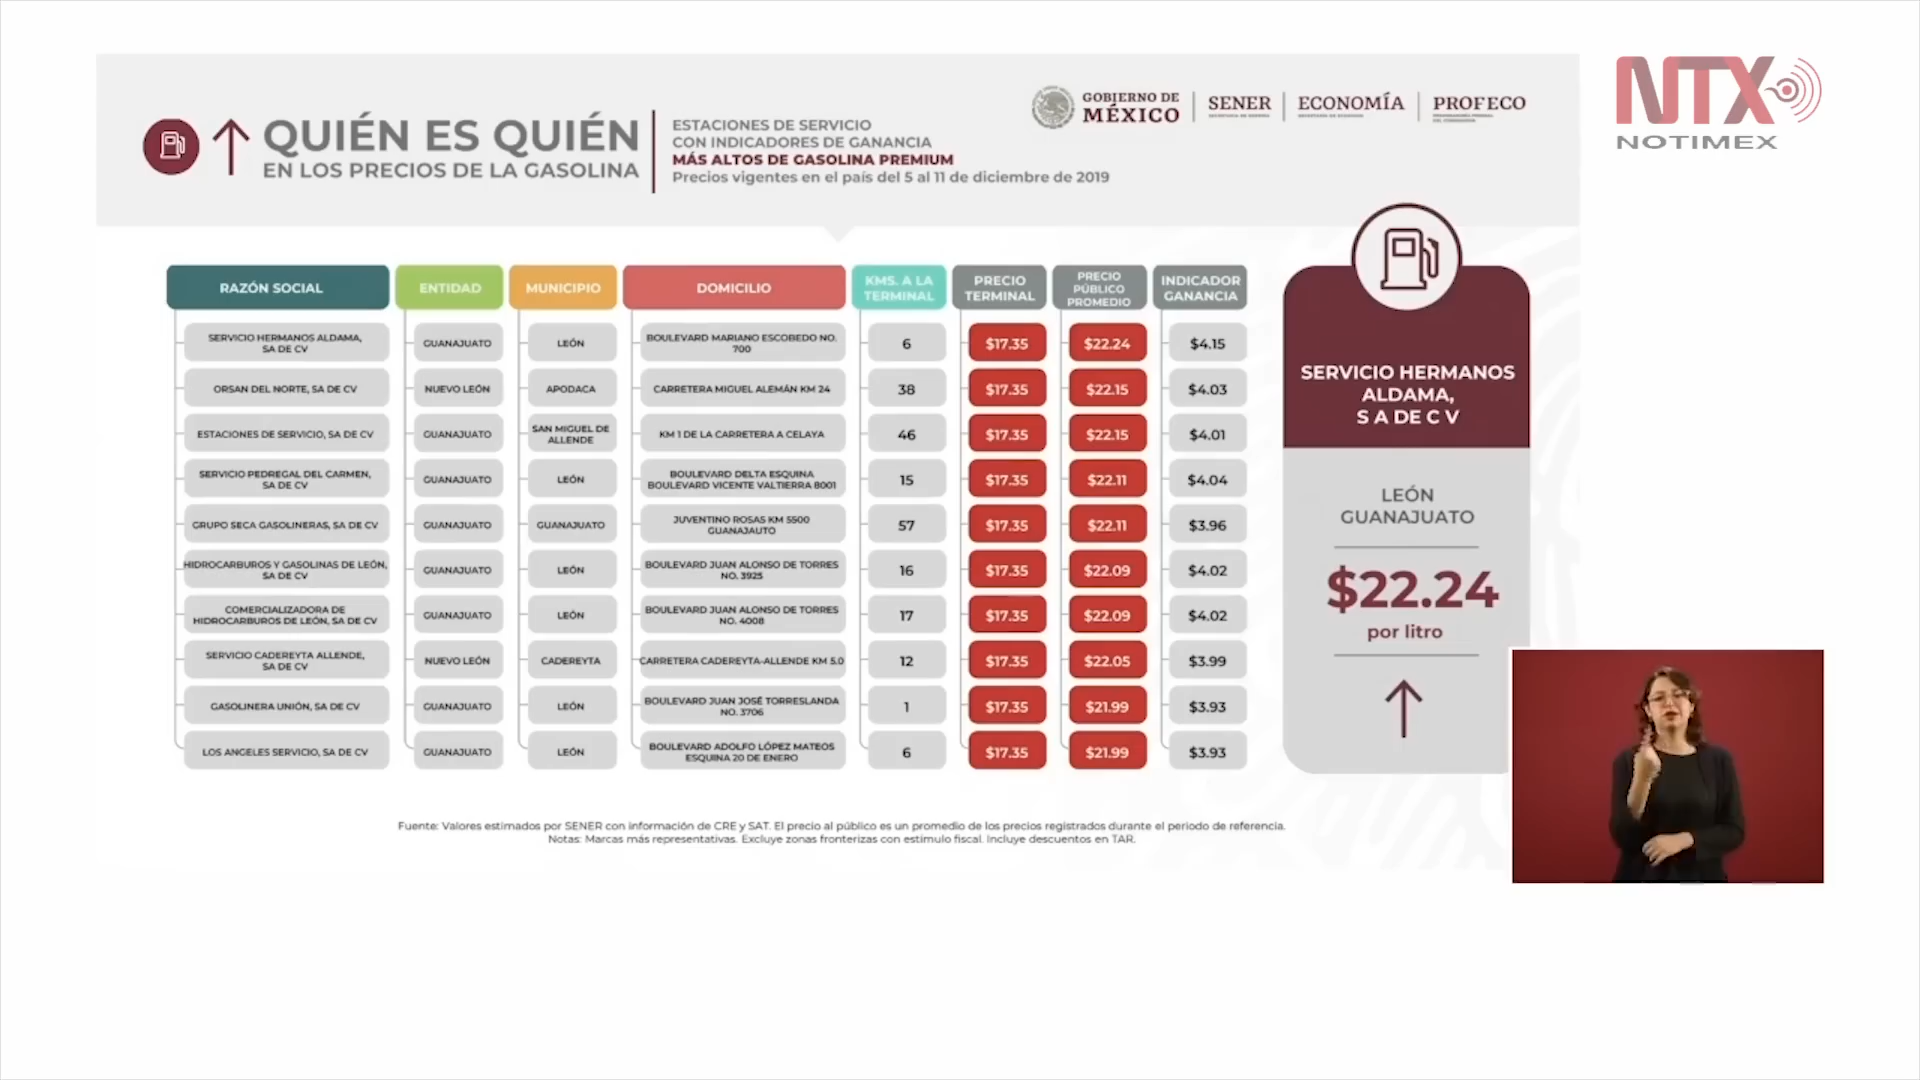 QUIÉN ES QUIÉN
EN LOS PRECIOS DE LA GASOLINA
ESTACIONES DE SERVICIO
CON INDICADORES DE GANANCIA
MÁS ALTOS DE GASOLINA PREMIUM
Precios vigentes en el país del 5 al 11 de diciembre de 2019
GOBIERNO DE
MÉXICO
SENER
ECONOMÍA
PROFECO
NTX
NOTIMEX
RAZÓN SOCIAL
ENTIDAD
MUNICIPIO
DOMICILIO
KMS. A LA
TERMINAL
PRECIO
TERMINAL
PRECIO
PÚBLICO
PROMEDIO
INDICADOR
GANANCIA
SERVICIO HERMANOS ALDAMA,
SA DE CV
GUANAJUATO
LEÓN
BOULEVARD MARIANO ESCOBEDO NO.
700
6
$17.35
$22.24
$4.15
ORSAN DEL NORTE, SA DE CV
NUEVO LEÓN
APODACA
CARRETERA MIGUEL ALEMÁN KM 24
38
$17.35
$22.15
$4.03
ESTACIONES DE SERVICIO, SA DE CV
GUANAJUATO
SAN MIGUEL DE
ALLENDE
KM 1 DE LA CARRETERA A CELAYA
46
$17.35
$22.15
$4.01
SERVICIO PEDREGAL DEL CARMEN,
SA DE CV
GUANAJUATO
LEÓN
BOULEVARD DELTA ESQUINA
BOULEVARD VICENTE VALTIERRA 8001
15
$17.35
$22.11
$4.04
GRUPO SECA GASOLINERAS, SA DE CV
GUANAJUATO
GUANAJUATO
JUVENTINO ROSAS KM 5500
GUANAJAUTO
57
$17.35
$22.11
$3.96
HIDROCARBUROS Y GASOLINAS DE LEÓN,
SA DE CV
GUANAJUATO
LEÓN
BOULEVARD JUAN ALONSO DE TORRES
NO. 3925
16
$17.35
$22.09
$4.02
COMERCIALIZADORA DE
HIDROCARBUROS DE LEÓN, SA DE CV
GUANAJUATO
LEÓN
BOULEVARD JUAN ALONSO DE TORRES
NO. 4008
17
$17.35
$22.09
$4.02
SERVICIO CADEREYTA ALLENDE,
SA DE CV
NUEVO LEÓN
CADEREYTA
CARRETERA CADEREYTA-ALLENDE KM 5.0
12
$17.35
$22.05
$3.99
GASOLINERA UNIÓN, SA DE CV
GUANAJUATO
LEÓN
BOULEVARD JUAN JOSÉ TORRESLANDA
NO. 3706
1
$17.35
$21.99
$3.93
LOS ANGELES SERVICIO, SA DE CV
GUANAJUATO
LEÓN
BOULEVARD ADOLFO LÓPEZ MATEOS
ESQUINA 20 DE ENERO
6
$17.35
$21.99
$3.93
SERVICIO HERMANOS
ALDAMA,
S A DE C V
LEÓN
GUANAJUATO
$22.24
por litro
Fuente: Valores estimados por SENER con información de CRE y SAT. El precio al público es un promedio de los precios registrados durante el periodo de referencia.
Notas: Marcas más representativas. Excluye zonas fronterizas con estímulo fiscal. Incluye descuentos en TAR.